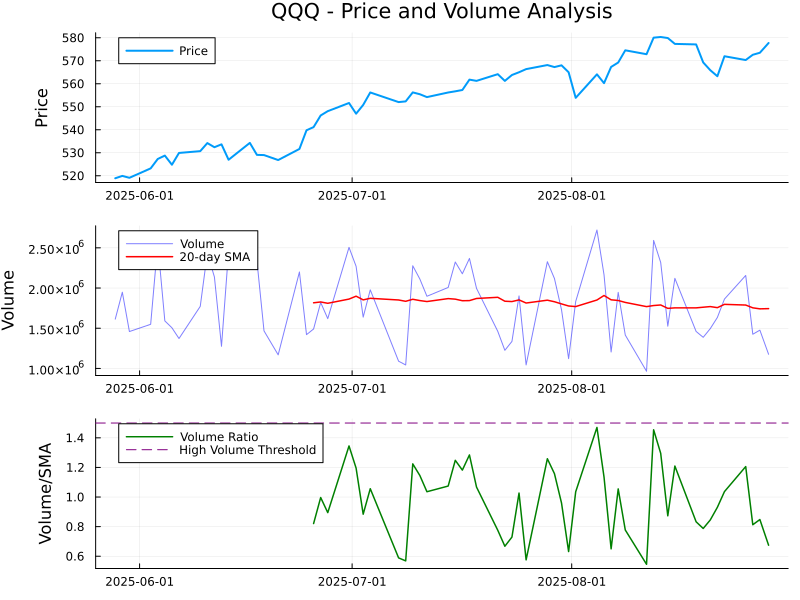 QQQ - Price and Volume Analysis
Price
580
570
560
550
540
530
520
Price
2025-06-01
2025-07-01
2025-08-01
Volume
2.50×10⁶
2.00×10⁶
1.50×10⁶
1.00×10⁶
Volume
20-day SMA
2025-06-01
2025-07-01
2025-08-01
Volume/SMA
1.4
1.2
1.0
0.8
0.6
Volume Ratio
High Volume Threshold
2025-06-01
2025-07-01
2025-08-01